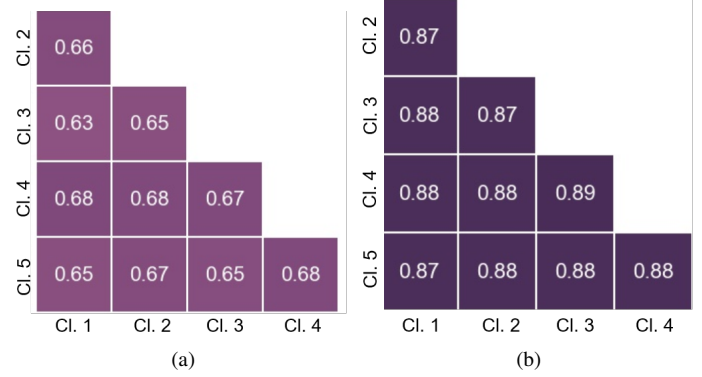 Cl. 2 0.66
Cl. 3 0.63 0.65
Cl. 4 0.68 0.68 0.67
Cl. 5 0.65 0.67 0.65 0.68
Cl. 1 Cl. 2 Cl. 3 Cl. 4
(a)
Cl. 2 0.87
Cl. 3 0.88 0.87
Cl. 4 0.88 0.88 0.89
Cl. 5 0.87 0.88 0.88 0.88
Cl. 1 Cl. 2 Cl. 3 Cl. 4
(b)